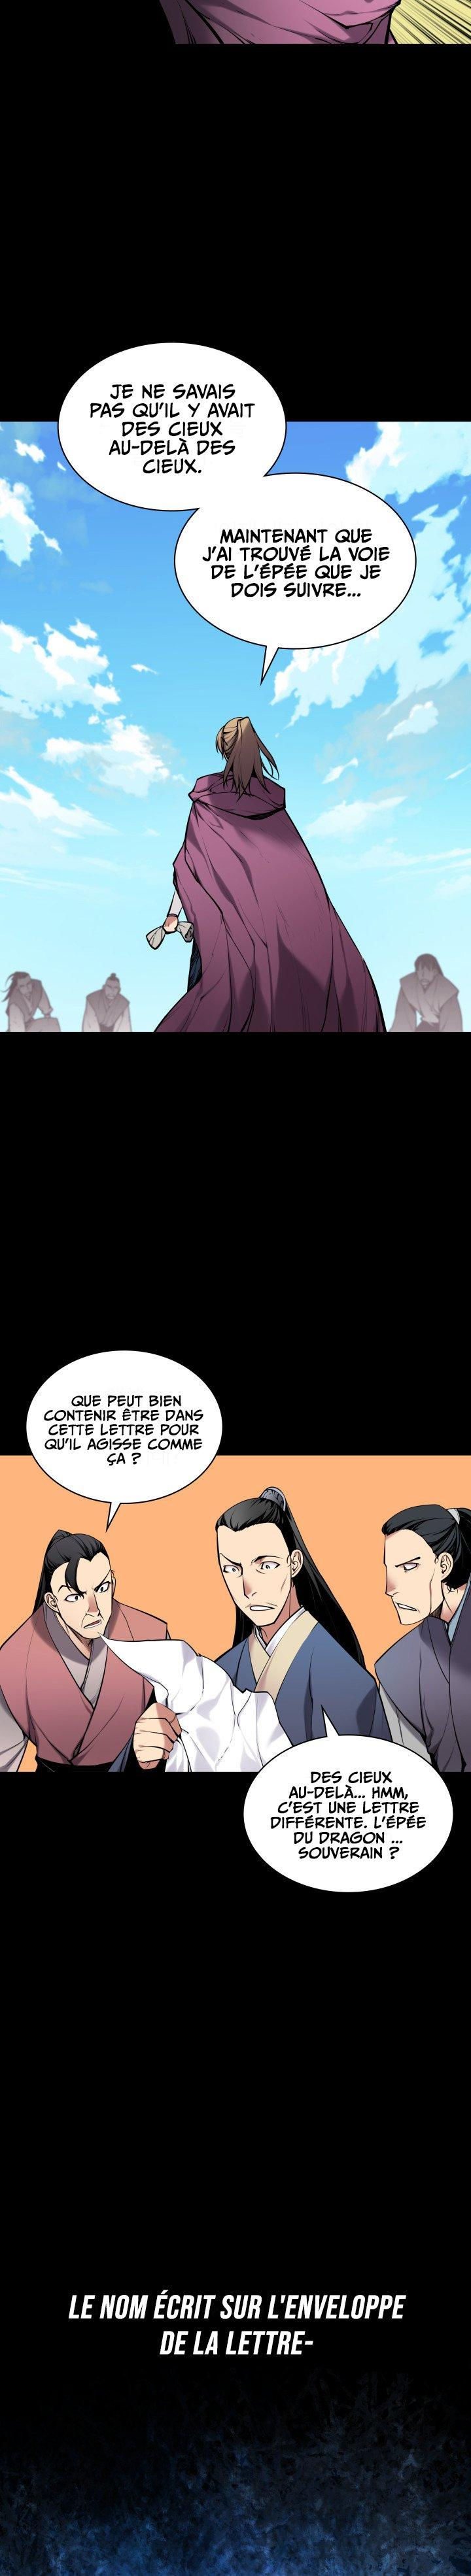 JE NE SAVAIS
PAS QU'IL Y AVAIT
DES CIEUX
AU-DELÀ DES
CIEUX.
MAINTENANT QUE
J'AI TROUVÉ LA VOIE
DE L'ÉPÉE QUE JE
DOIS SUIVRE...
QUE PEUT BIEN
CONTENIR ÊTRE DANS
CETTE LETTRE POUR
QU'IL AGISSE COMME
ÇA ?
DES CIEUX
AU-DELÀ... HMM,
C'EST UNE LETTRE
DIFFÉRENTE. L'ÉPÉE
DU DRAGON ...
SOUVERAIN ?
LE NOM ÉCRIT SUR L'ENVELOPPE
DE LA LETTRE-